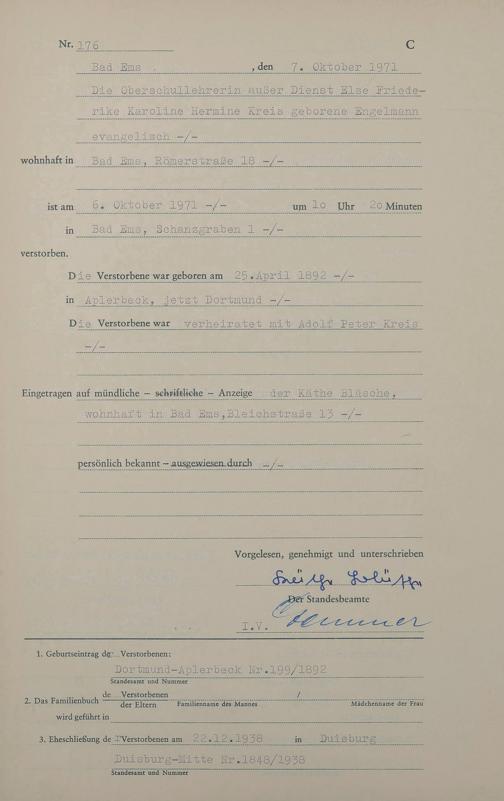 Nr. 176 C
Bad Ems , den 7. Oktober 1971
Die Oberschullehrerin außer Dienst Else Friede-
rike Karoline Hermine Kreis geborene Engelmann
evangelisch -/-
wohnhaft in Bad Ems, Römerstraße 18 -/-
ist am 6. Oktober 1971 -/- um 10 Uhr 20 Minuten
in Bad Ems, Schanzgraben 1 -/-
verstorben.
Die Verstorbene war geboren am 25.April 1892 -/-
in Aplerbeck, jetzt Dortmund -/-
Die Verstorbene war verheiratet mit Adolf Peter Kreis
-/-
Eingetragen auf mündliche – schriftliche – Anzeige der Käthe Bläsche,
wohnhaft in Bad Ems,Bleichstraße 13 -/-
persönlich bekannt – ausgewiesen durch -/-
Vorgelesen, genehmigt und unterschrieben
Der Standesbeamte
I.V.
1. Geburtseintrag der Verstorbenen:
Dortmund-Aplerbeck Nr.199/1892
Standesamt und Nummer
de Verstorbenen /
2. Das Familienbuch der Eltern Familienname des Mannes Mädchenname der Frau
wird geführt in
3. Eheschließung de r Verstorbenen am 22.12.1938 in Duisburg
Duisburg-Mitte Nr.1848/1938
Standesamt und Nummer